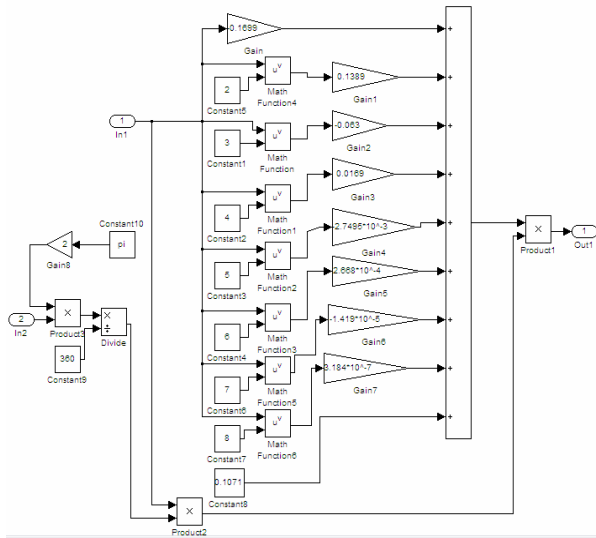 0.1699
+
Gain
u^v
2
Math
Function4
Constant5
0.1389
+
Gain1
1
In1
3
Constant1
u^v
Math
Function
-0.063
+
Gain2
4
Constant2
u^v
Math
Function1
0.0169
+
Gain3
Constant10
pi
2
Gain8
5
Constant3
u^v
Math
Function2
2.7495*10^-3
+
Gain4
×
Product1
1
Out1
2
In2
×
Product3
×
÷
Divide
360
Constant9
6
Constant4
u^v
Math
Function3
2.668*10^-4
+
Gain5
7
Constant6
u^v
Math
Function5
-1.419*10^-5
+
Gain6
8
Constant7
u^v
Math
Function6
3.184*10^-7
+
Gain7
0.1071
+
Constant8
×
Product2